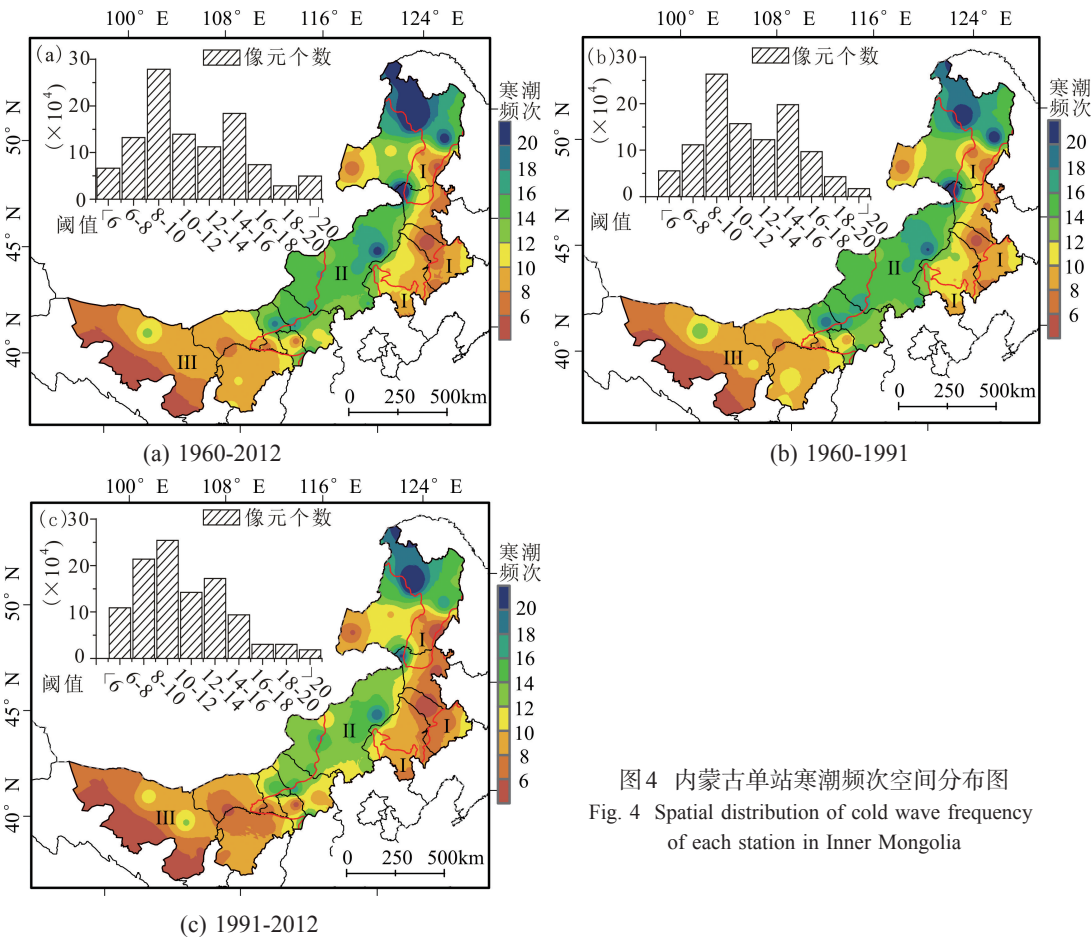 100° E 108° E 116° E 124° E
(a)
像元个数
30
20
10
0
(×10⁴)
阈值
┌6 6-8 8-10 10-12 12-14 14-16 16-18 18-20 20┐
50° N
45° N
40° N
寒潮
频次
20
18
16
14
12
10
8
6
I
II
I
I
III
0 250 500km
(a) 1960-2012
100° E 108° E 116° E 124° E
(b)
像元个数
30
20
10
0
(×10⁴)
阈值
┌6 6-8 8-10 10-12 12-14 14-16 16-18 18-20 20┐
50° N
45° N
40° N
寒潮
频次
20
18
16
14
12
10
8
6
I
II
I
I
III
0 250 500km
(b) 1960-1991
100° E 108° E 116° E 124° E
(c)
像元个数
30
20
10
0
(×10⁴)
阈值
┌6 6-8 8-10 10-12 12-14 14-16 16-18 18-20 20┐
50° N
45° N
40° N
寒潮
频次
20
18
16
14
12
10
8
6
I
II
I
I
III
0 250 500km
(c) 1991-2012
图4 内蒙古单站寒潮频次空间分布图
Fig. 4 Spatial distribution of cold wave frequency
of each station in Inner Mongolia